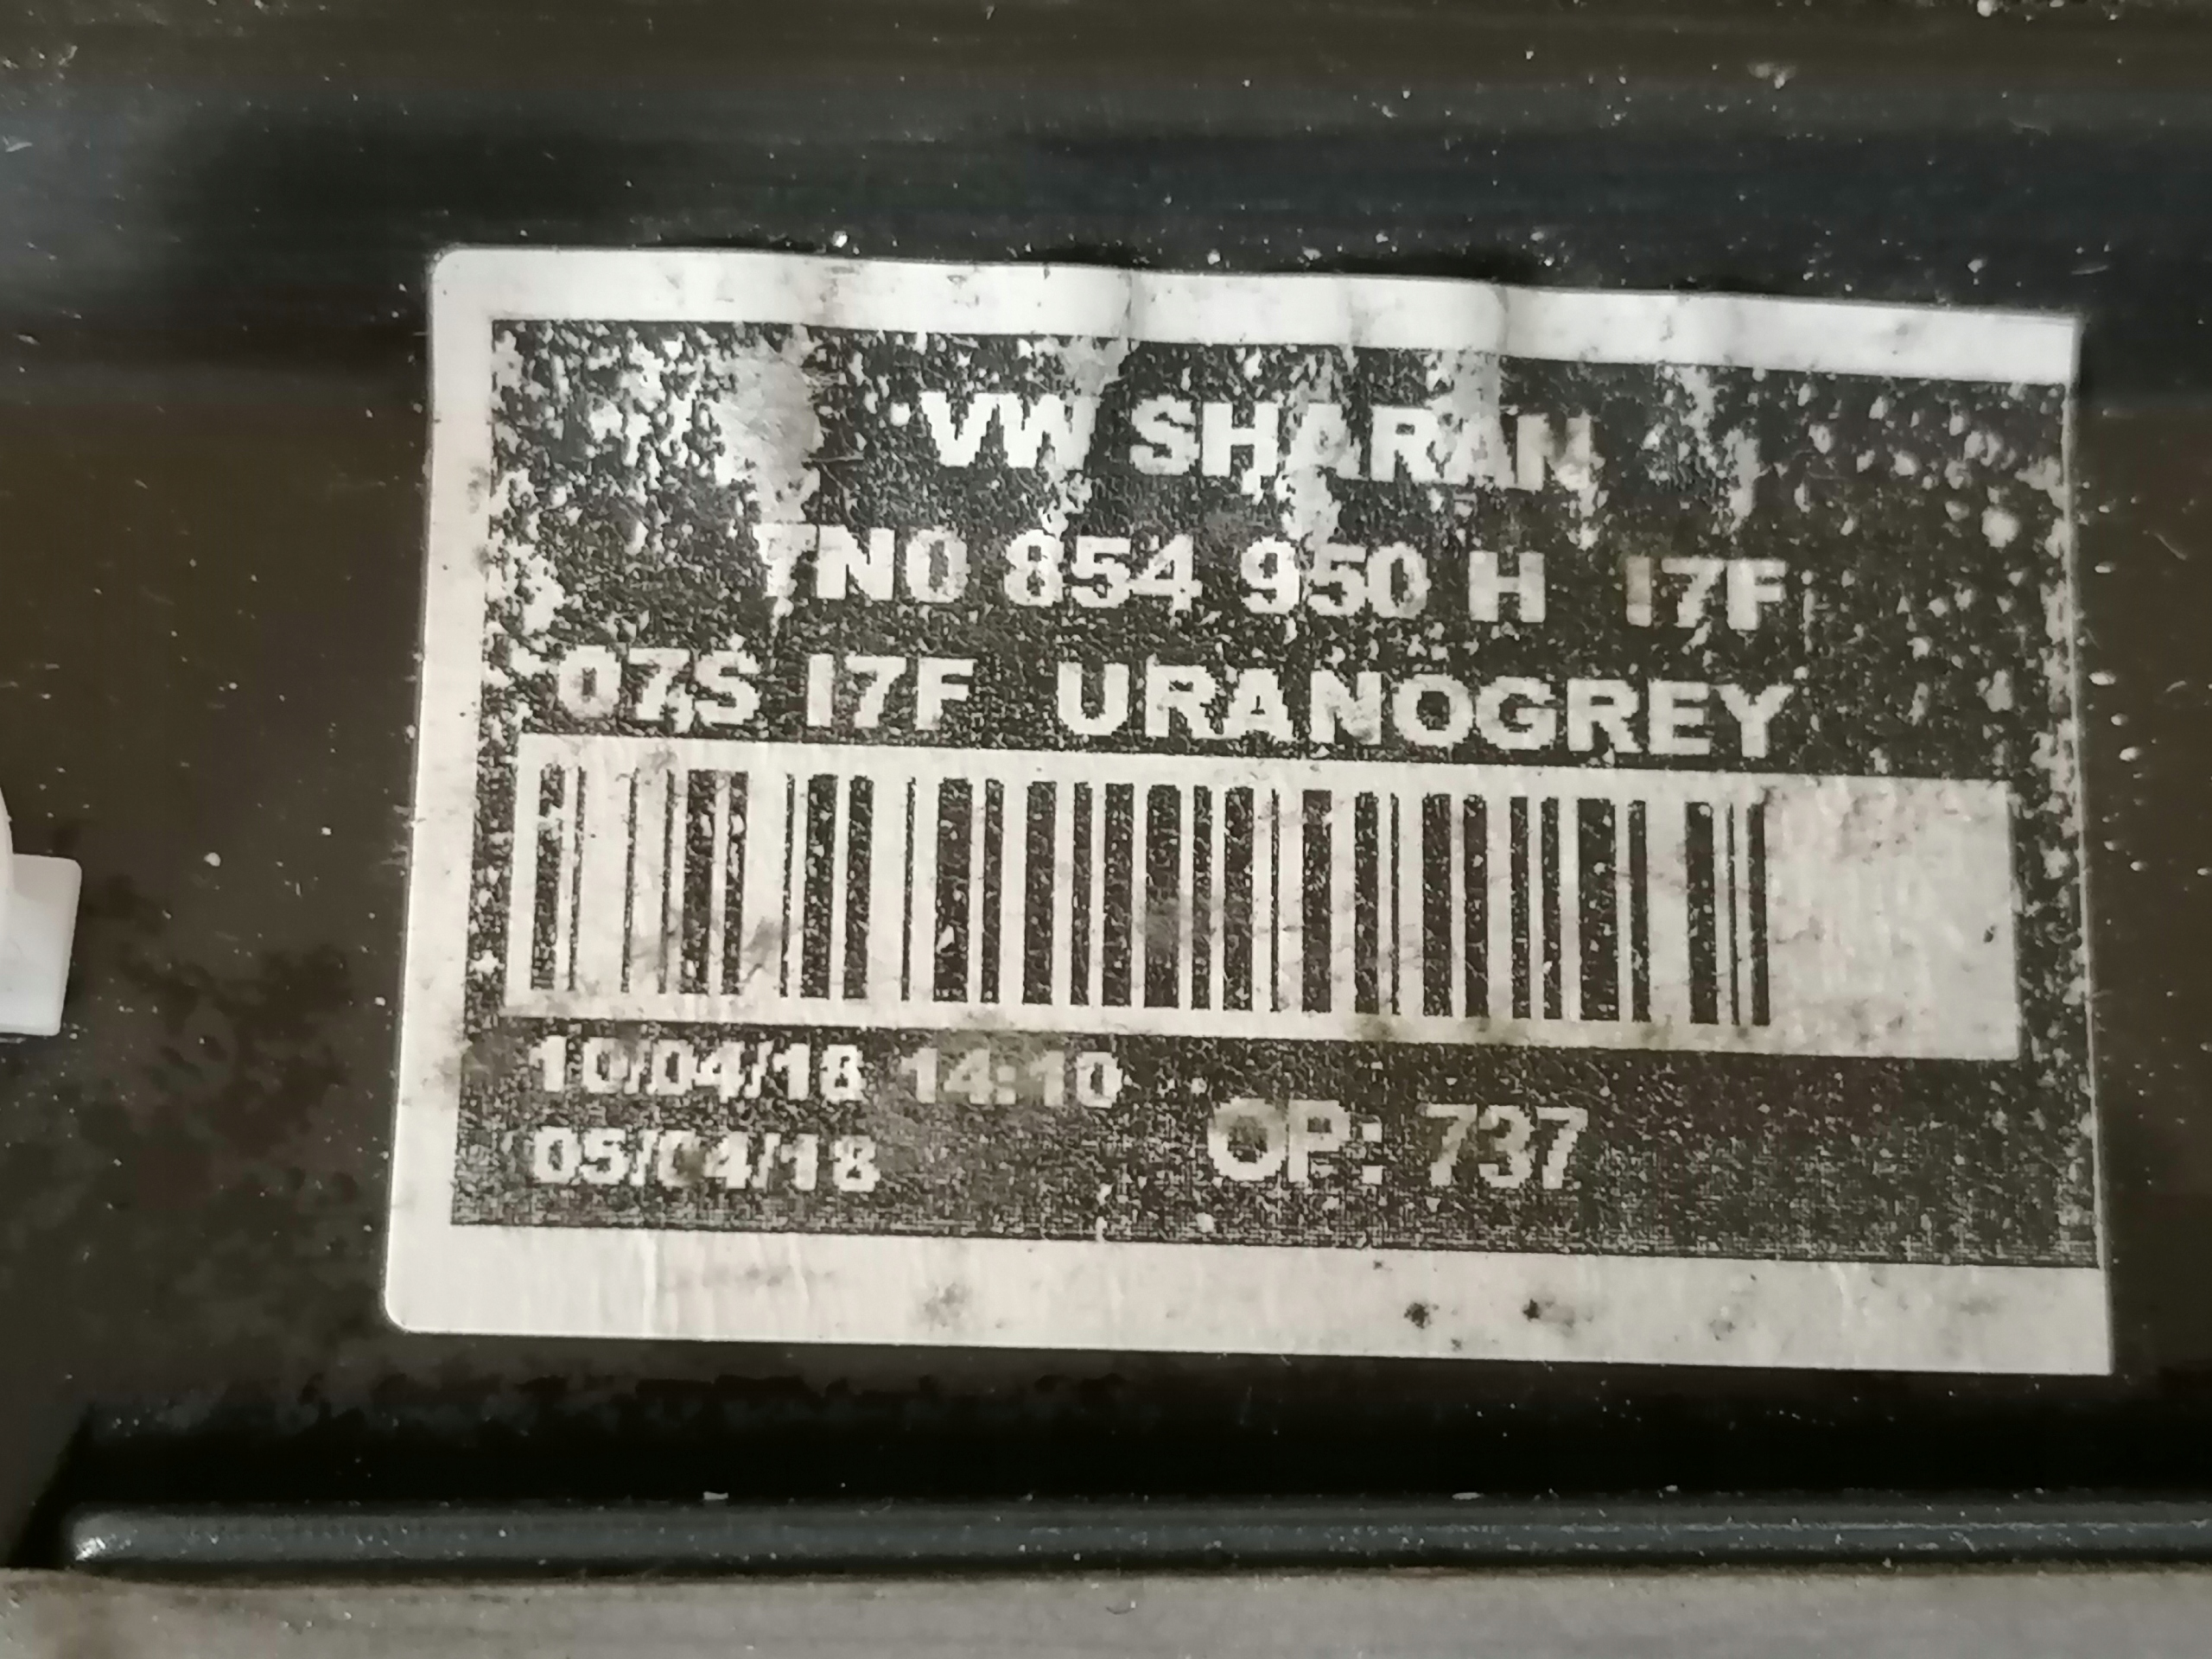 VW SHARAN
7N0 854 950 H I7F
07S I7F URANOGREY
10/04/18 14:10
05/04/18 OP: 737